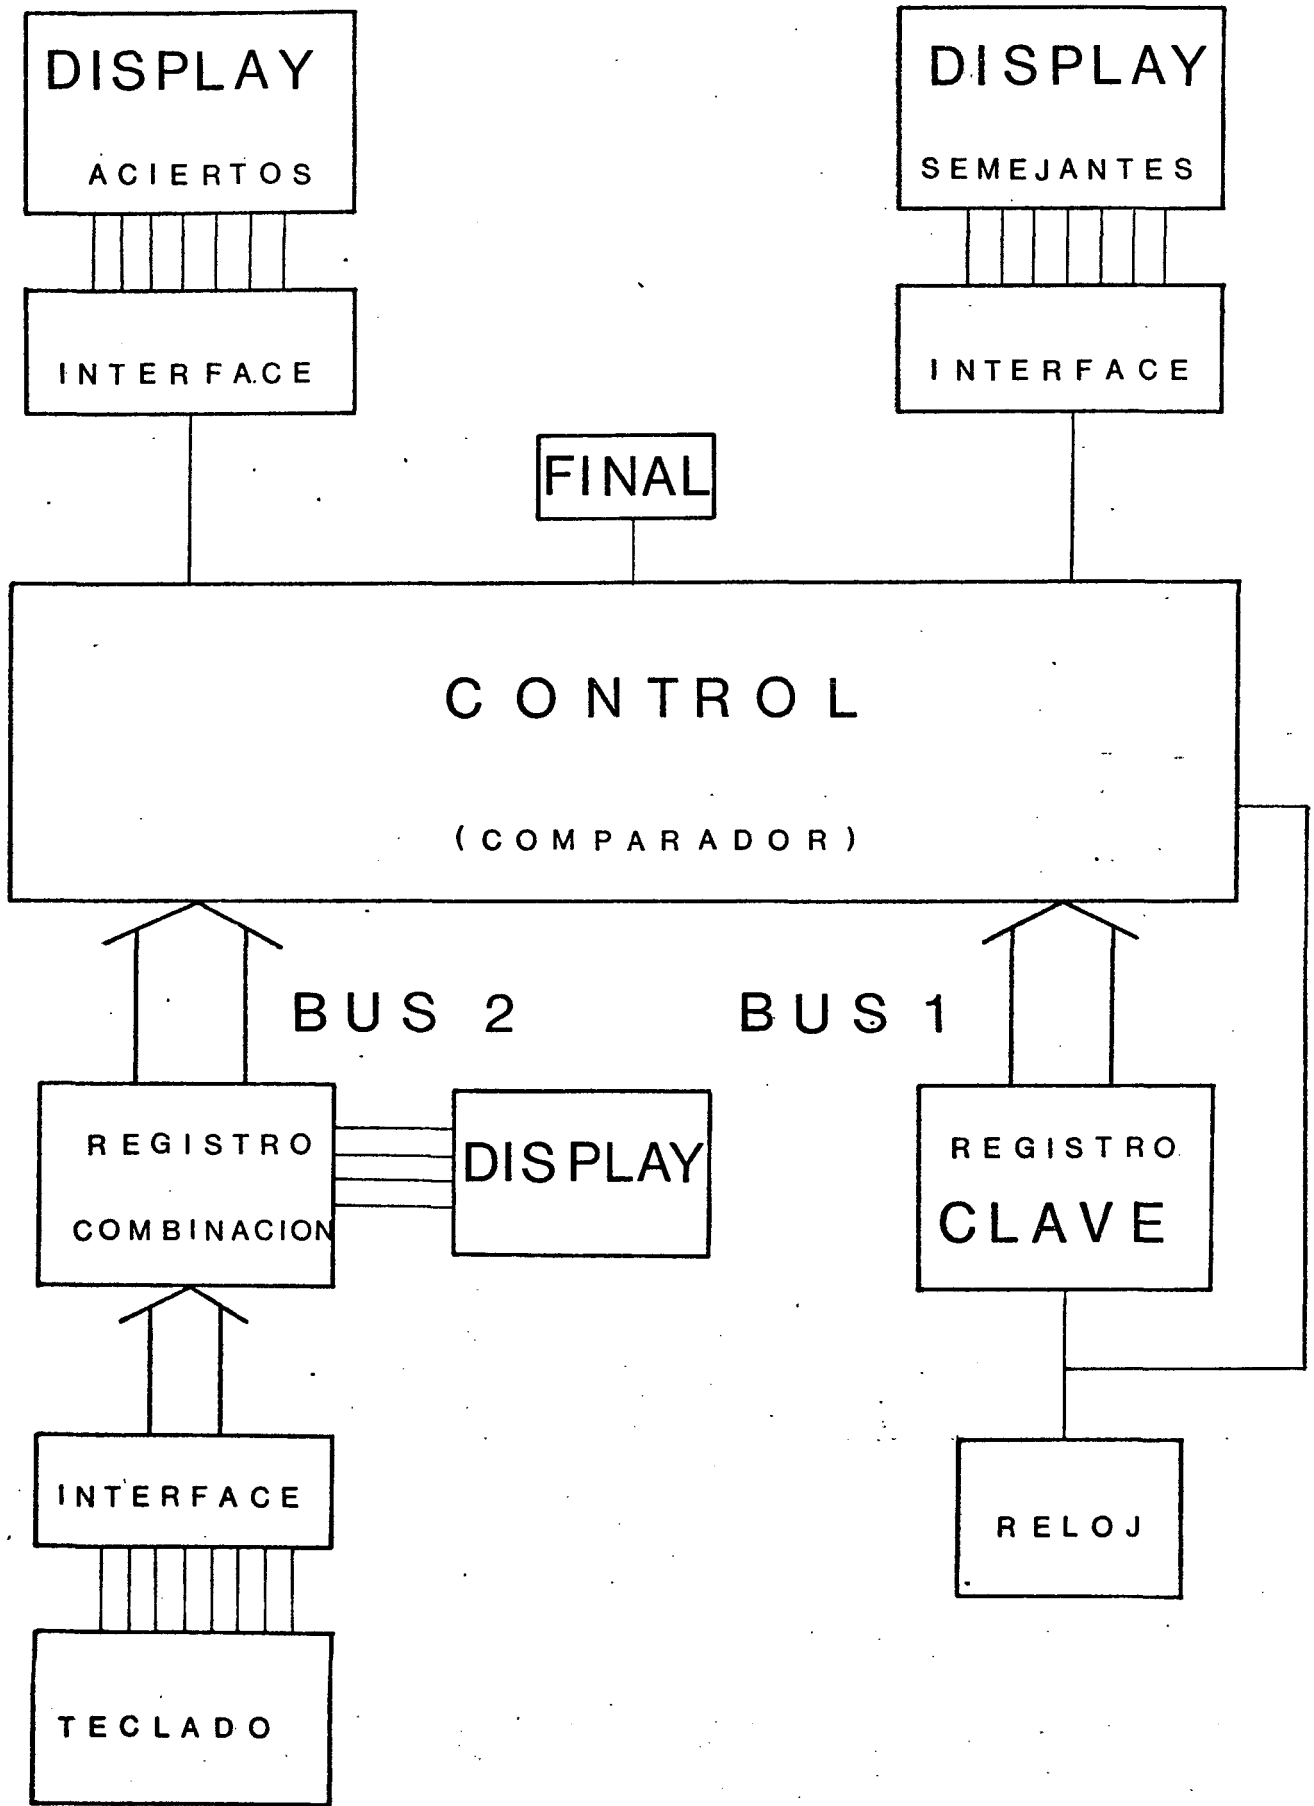 DISPLAY
ACIERTOS
DISPLAY
SEMEJANTES
INTERFACE
INTERFACE
FINAL
CONTROL
(COMPARADOR)
BUS 2
BUS 1
REGISTRO
COMBINACION
DISPLAY
REGISTRO
CLAVE
INTERFACE
RELOJ
TECLADO